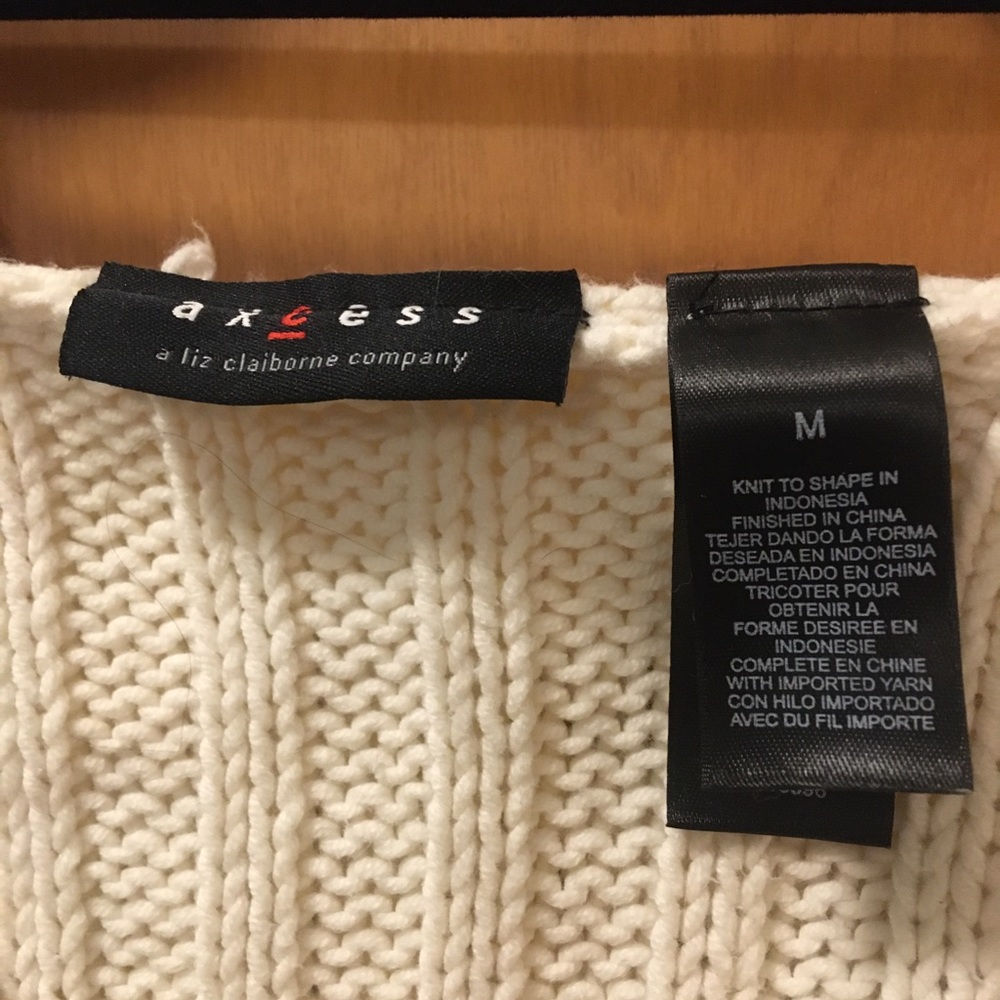 axcess
a liz claiborne company
M
KNIT TO SHAPE IN
INDONESIA
FINISHED IN CHINA
TEJER DANDO LA FORMA
DESEADA EN INDONESIA
COMPLETADO EN CHINA
TRICOTER POUR
OBTENIR LA
FORME DESIREE EN
INDONESIE
COMPLETE EN CHINE
WITH IMPORTED YARN
CON HILO IMPORTADO
AVEC DU FIL IMPORTE